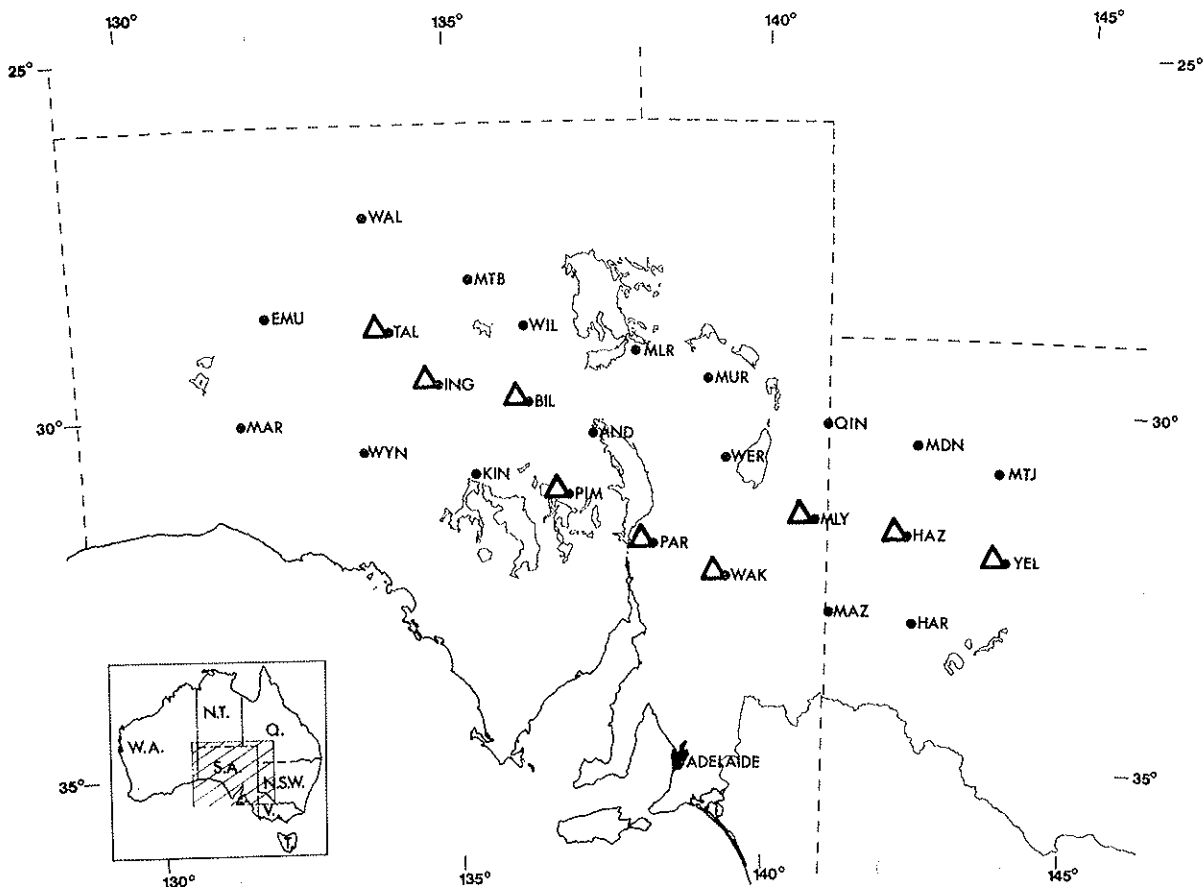 130° 135° 140° 145°
25° 25°
WAL
MTB
EMU TAL WIL
MLR
ING MUR
BIL
30° MAR AND QIN 30°
WYN WER MDN
KIN PIM MTJ
MLY
PAR HAZ
WAK YEL
MAZ HAR
N.T.
Q.
W.A.
S.A.
N.S.W.
V.
T.
ADELAIDE
35° 35°
130° 135° 140° 145°